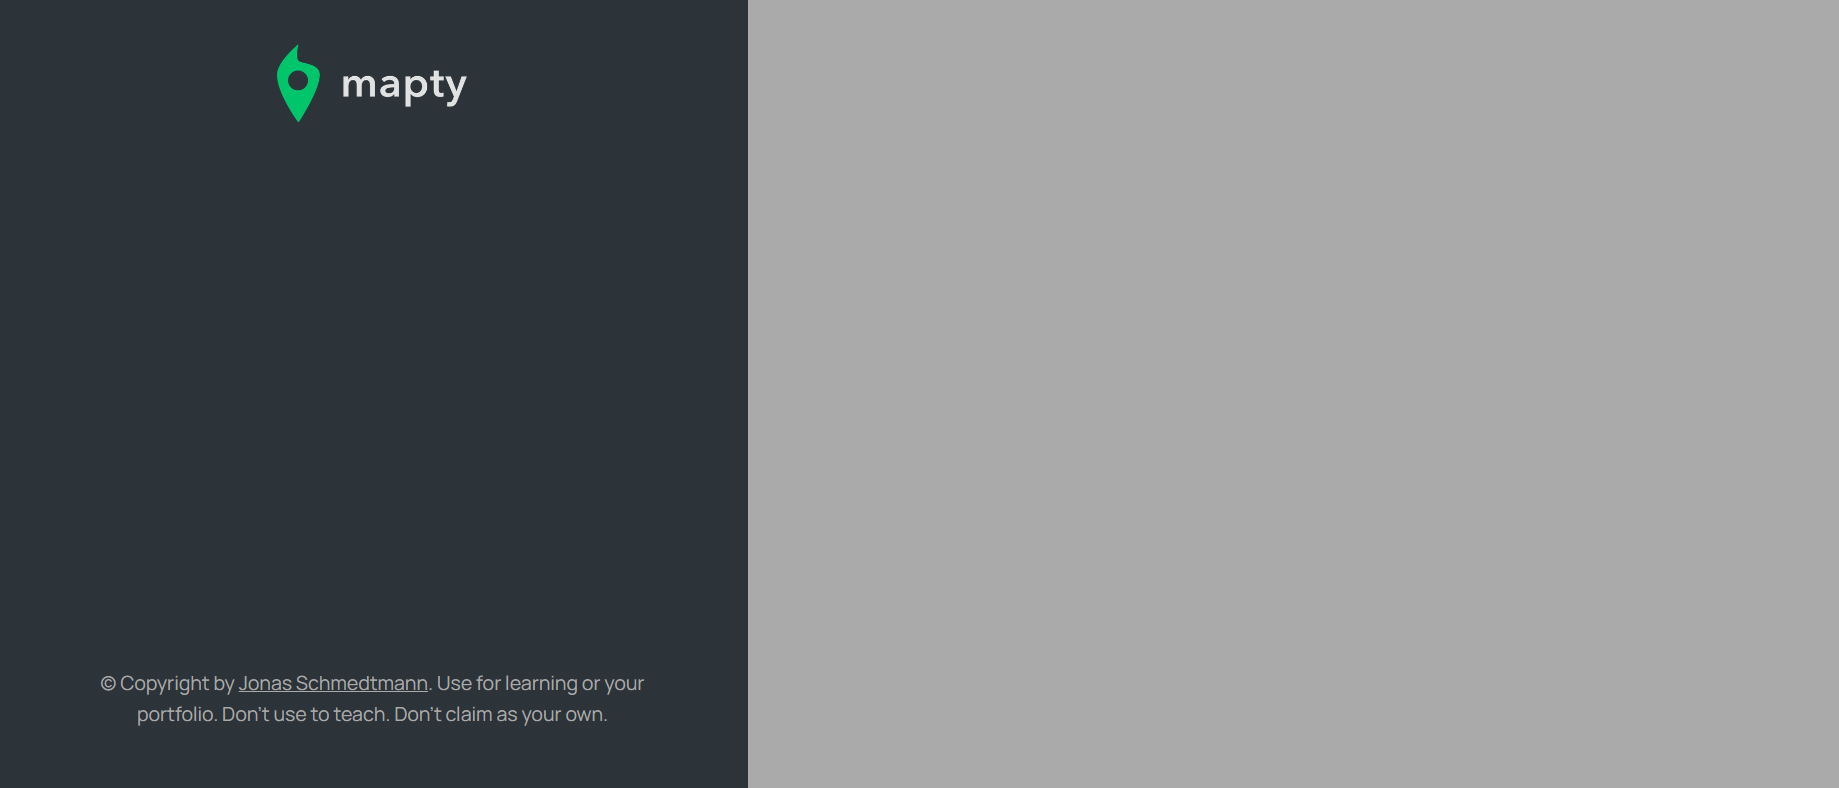 mapty
© Copyright by Jonas Schmedtmann. Use for learning or your
portfolio. Don't use to teach. Don't claim as your own.